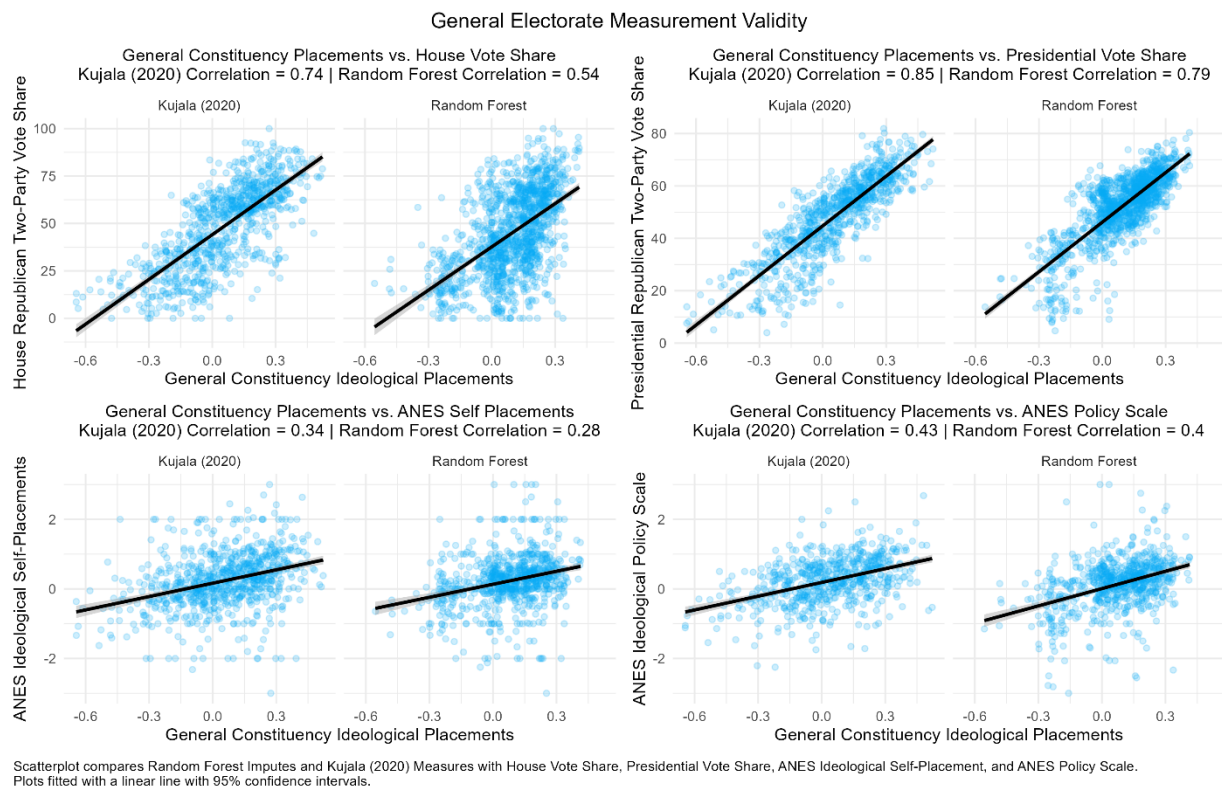 General Electorate Measurement Validity
General Constituency Placements vs. House Vote Share
Kujala (2020) Correlation = 0.74 | Random Forest Correlation = 0.54
Kujala (2020)
Random Forest
House Republican Two-Party Vote Share
100
75
50
25
0
-0.6
-0.3
0.0
0.3
-0.6
-0.3
0.0
0.3
General Constituency Ideological Placements
General Constituency Placements vs. Presidential Vote Share
Kujala (2020) Correlation = 0.85 | Random Forest Correlation = 0.79
Kujala (2020)
Random Forest
Presidential Republican Two-Party Vote Share
80
60
40
20
0
-0.6
-0.3
0.0
0.3
-0.6
-0.3
0.0
0.3
General Constituency Ideological Placements
General Constituency Placements vs. ANES Self Placements
Kujala (2020) Correlation = 0.34 | Random Forest Correlation = 0.28
Kujala (2020)
Random Forest
ANES Ideological Self-Placements
2
0
-2
-0.6
-0.3
0.0
0.3
-0.6
-0.3
0.0
0.3
General Constituency Ideological Placements
General Constituency Placements vs. ANES Policy Scale
Kujala (2020) Correlation = 0.43 | Random Forest Correlation = 0.4
Kujala (2020)
Random Forest
ANES Ideological Policy Scale
2
0
-2
-0.6
-0.3
0.0
0.3
-0.6
-0.3
0.0
0.3
General Constituency Ideological Placements
Scatterplot compares Random Forest Imputes and Kujala (2020) Measures with House Vote Share, Presidential Vote Share, ANES Ideological Self-Placement, and ANES Policy Scale.
Plots fitted with a linear line with 95% confidence intervals.